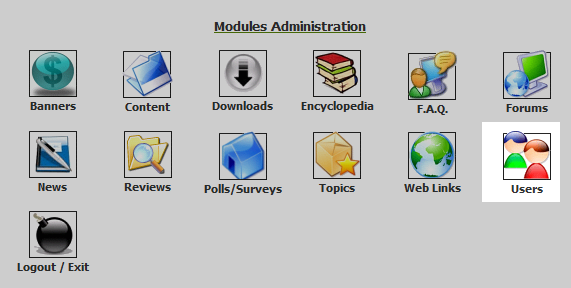 Modules Administration
Banners
Content
Downloads
Encyclopedia
F.A.Q.
Forums
News
Reviews
Polls/Surveys
Topics
Web Links
Users
Logout / Exit